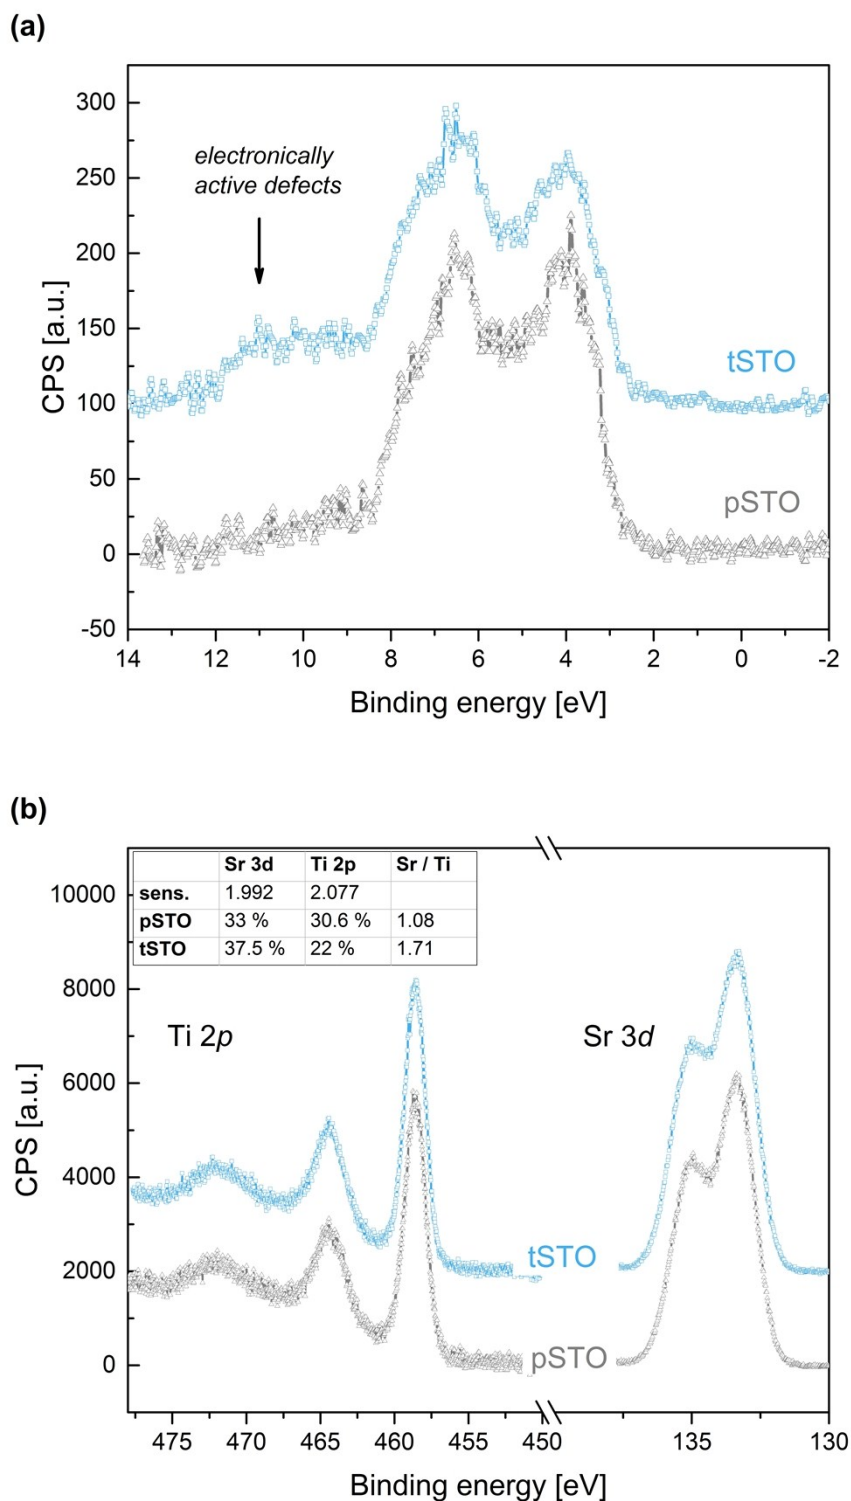 (a)
300
250
200
150
100
50
0
-50
CPS [a.u.]
electronically
active defects
tSTO
pSTO
14 12 10 8 6 4 2 0 -2
Binding energy [eV]
(b)
Sr 3d Ti 2p Sr / Ti
sens. 1.992 2.077
pSTO 33 % 30.6 % 1.08
tSTO 37.5 % 22 % 1.71
10000
8000
6000
4000
2000
0
CPS [a.u.]
Ti 2p
Sr 3d
tSTO
pSTO
475 470 465 460 455 450 135 130
Binding energy [eV]